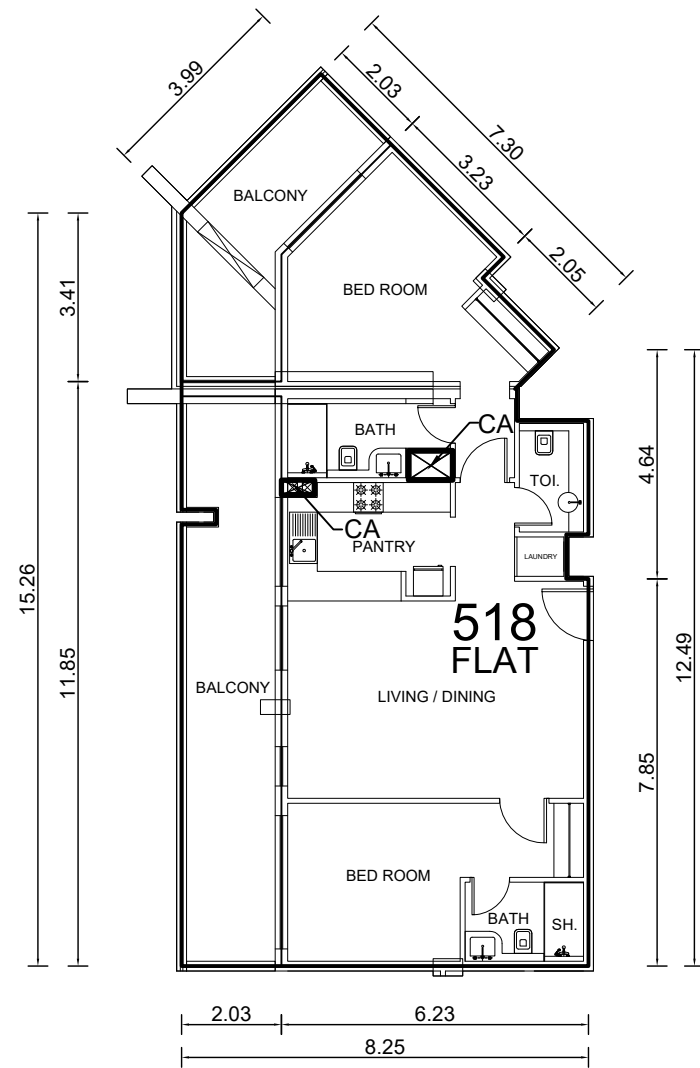 3.99
2.03
7.30
3.23
2.05
BALCONY
BED ROOM
3.41
BATH
CA
TOI.
4.64
CA
PANTRY
LAUNDRY
15.26
518
FLAT
12.49
11.85
BALCONY
LIVING / DINING
7.85
BED ROOM
BATH
SH.
2.03
6.23
8.25